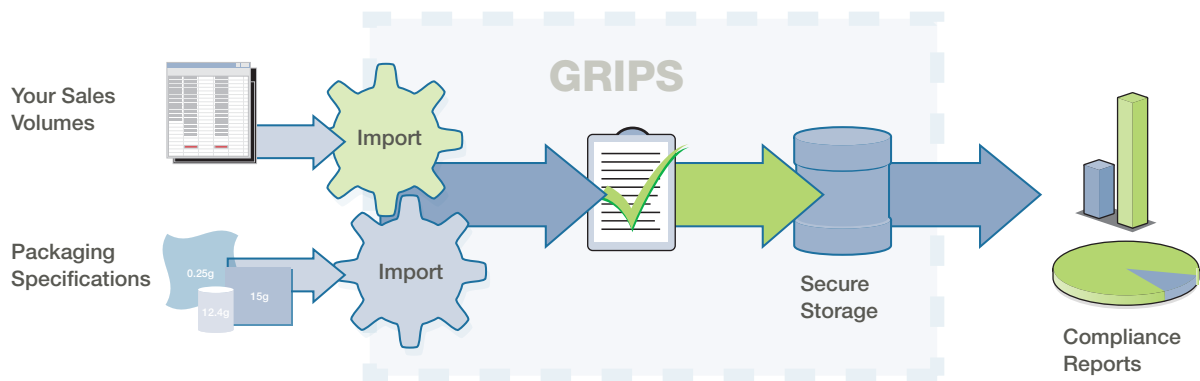 GRIPS
Your Sales
Volumes
Import
Packaging
Specifications
0.25g
15g
12.4g
Import
Secure
Storage
Compliance
Reports